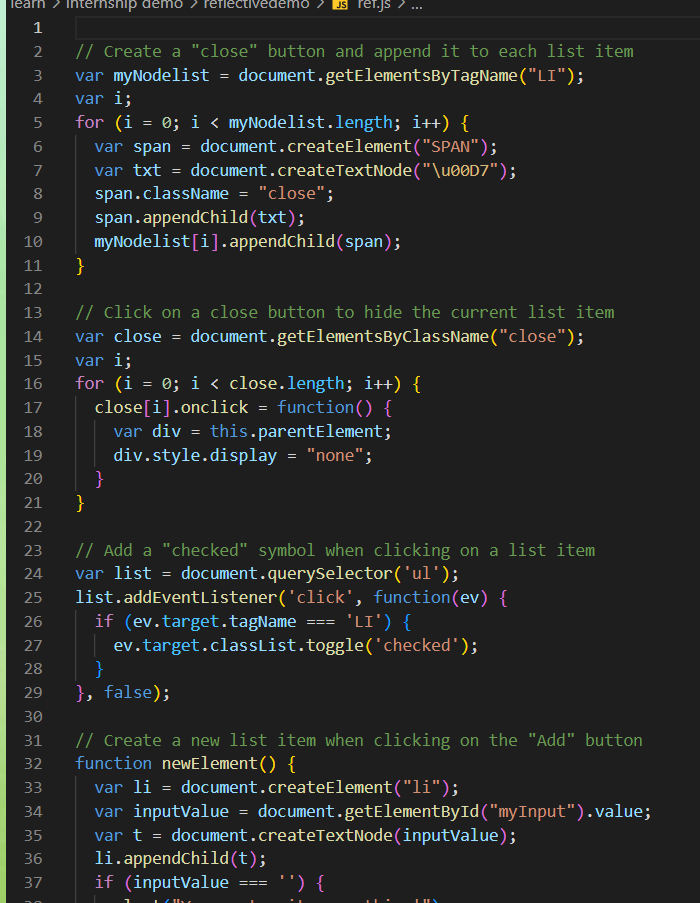 learn > internship demo > reflectivedemo > JS ref.js > ...
1
2 // Create a "close" button and append it to each list item
3 var myNodelist = document.getElementsByTagName("LI");
4 var i;
5 for (i = 0; i < myNodelist.length; i++) {
6   var span = document.createElement("SPAN");
7   var txt = document.createTextNode("\u00D7");
8   span.className = "close";
9   span.appendChild(txt);
10   myNodelist[i].appendChild(span);
11 }
12
13 // Click on a close button to hide the current list item
14 var close = document.getElementsByClassName("close");
15 var i;
16 for (i = 0; i < close.length; i++) {
17   close[i].onclick = function() {
18     var div = this.parentElement;
19     div.style.display = "none";
20   }
21 }
22
23 // Add a "checked" symbol when clicking on a list item
24 var list = document.querySelector('ul');
25 list.addEventListener('click', function(ev) {
26   if (ev.target.tagName === 'LI') {
27     ev.target.classList.toggle('checked');
28   }
29 }, false);
30
31 // Create a new list item when clicking on the "Add" button
32 function newElement() {
33   var li = document.createElement("li");
34   var inputValue = document.getElementById("myInput").value;
35   var t = document.createTextNode(inputValue);
36   li.appendChild(t);
37   if (inputValue === '') {